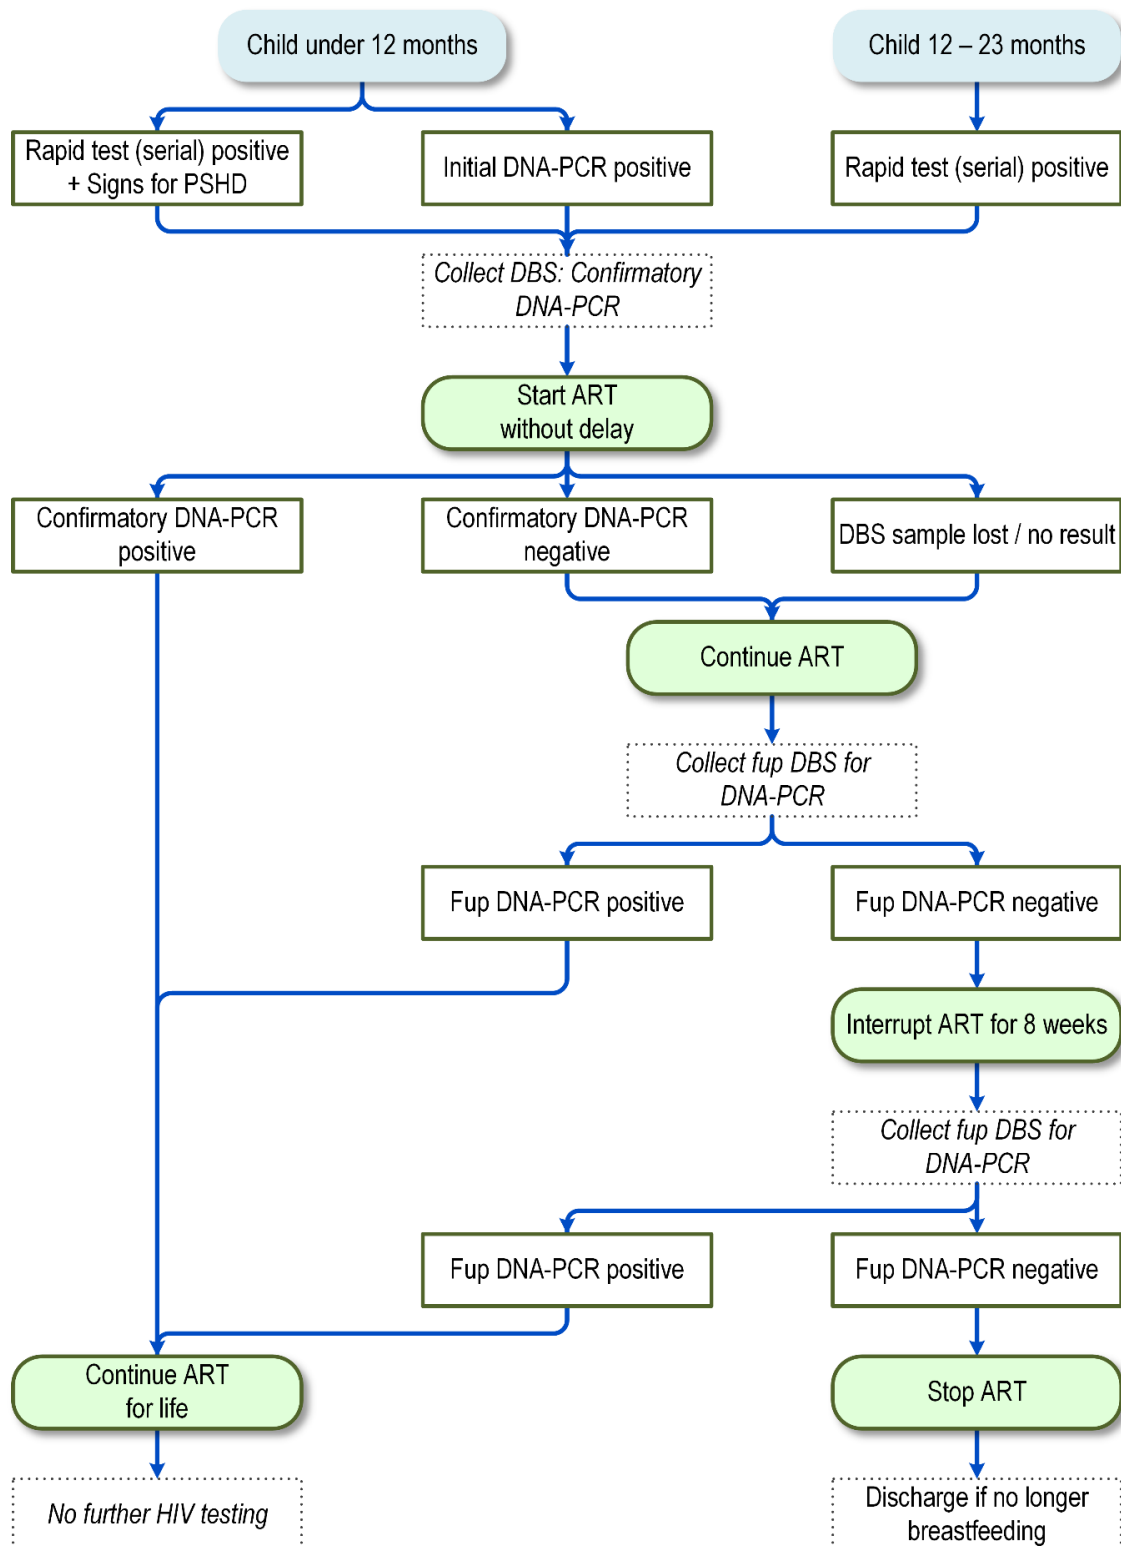 Child under 12 months
Child 12 – 23 months
Rapid test (serial) positive
+ Signs for PSHD
Initial DNA-PCR positive
Rapid test (serial) positive
Collect DBS: Confirmatory
DNA-PCR
Start ART
without delay
Confirmatory DNA-PCR
positive
Confirmatory DNA-PCR
negative
DBS sample lost / no result
Continue ART
Collect fup DBS for
DNA-PCR
Fup DNA-PCR positive
Fup DNA-PCR negative
Interrupt ART for 8 weeks
Collect fup DBS for
DNA-PCR
Fup DNA-PCR positive
Fup DNA-PCR negative
Continue ART
for life
Stop ART
No further HIV testing
Discharge if no longer
breastfeeding